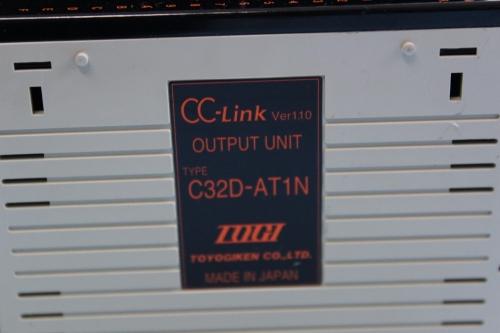 CC-Link Ver1.10
OUTPUT UNIT
TYPE
C32D-AT1N
TOGI
TOYOGIKEN CO.,LTD.
MADE IN JAPAN